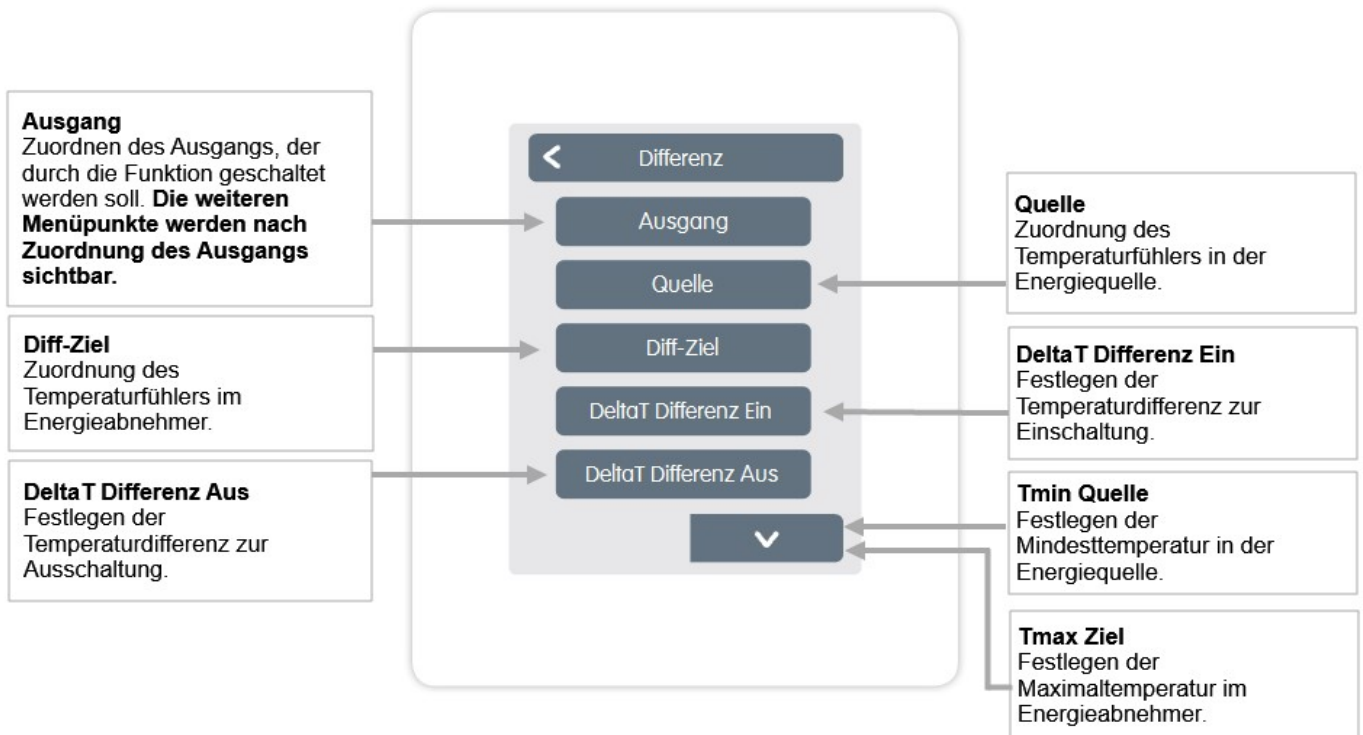 Ausgang
Zuordnen des Ausgangs, der
durch die Funktion geschaltet
werden soll. Die weiteren
Menüpunkte werden nach
Zuordnung des Ausgangs
sichtbar.
Diff-Ziel
Zuordnung des
Temperaturfühlers im
Energieabnehmer.
DeltaT Differenz Aus
Festlegen der
Temperaturdifferenz zur
Ausschaltung.
Differenz
Ausgang
Quelle
Diff-Ziel
DeltaT Differenz Ein
DeltaT Differenz Aus
Quelle
Zuordnung des
Temperaturfühlers in der
Energiequelle.
DeltaT Differenz Ein
Festlegen der
Temperaturdifferenz zur
Einschaltung.
Tmin Quelle
Festlegen der
Mindesttemperatur in der
Energiequelle.
Tmax Ziel
Festlegen der
Maximaltemperatur im
Energieabnehmer.